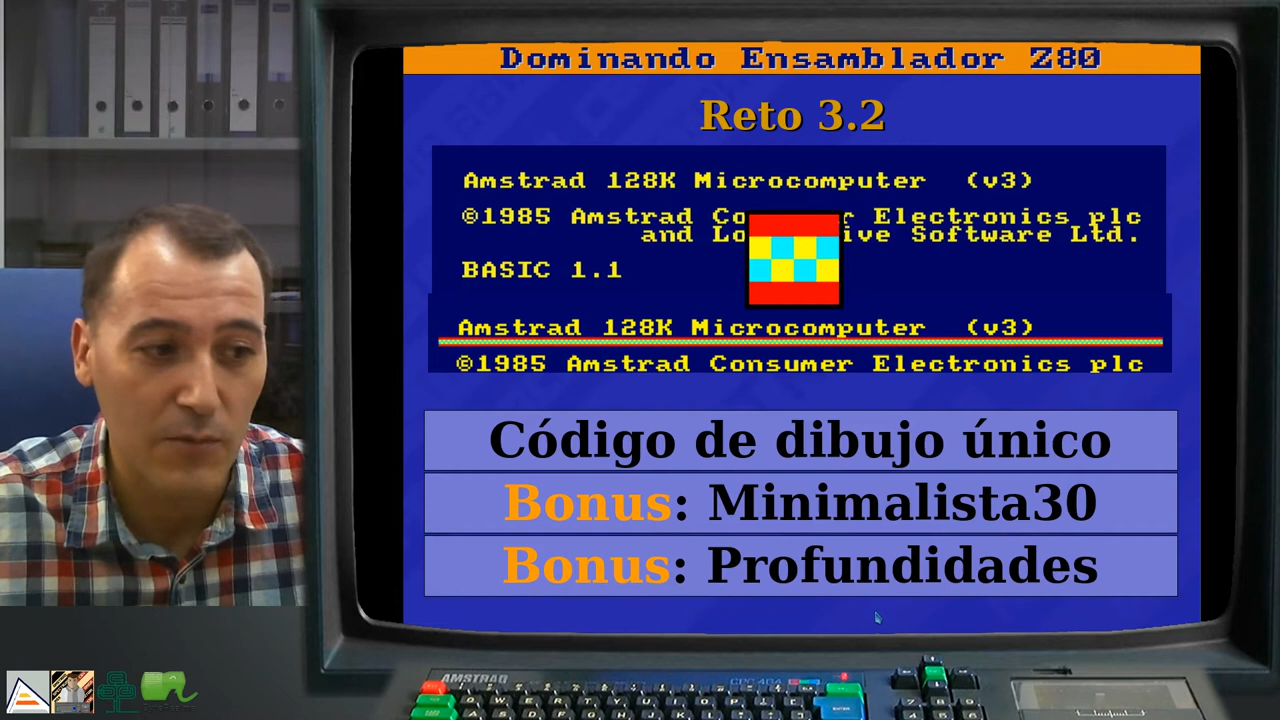 Dominando Ensamblador Z80
Reto 3.2
Amstrad 128K Microcomputer (v3)
©1985 Amstrad Co r Electronics plc
and Lo ive Software Ltd.
BASIC 1.1
Amstrad 128K Microcomputer (v3)
©1985 Amstrad Consumer Electronics plc
Código de dibujo único
Bonus: Minimalista30
Bonus: Profundidades
AMSTRAD